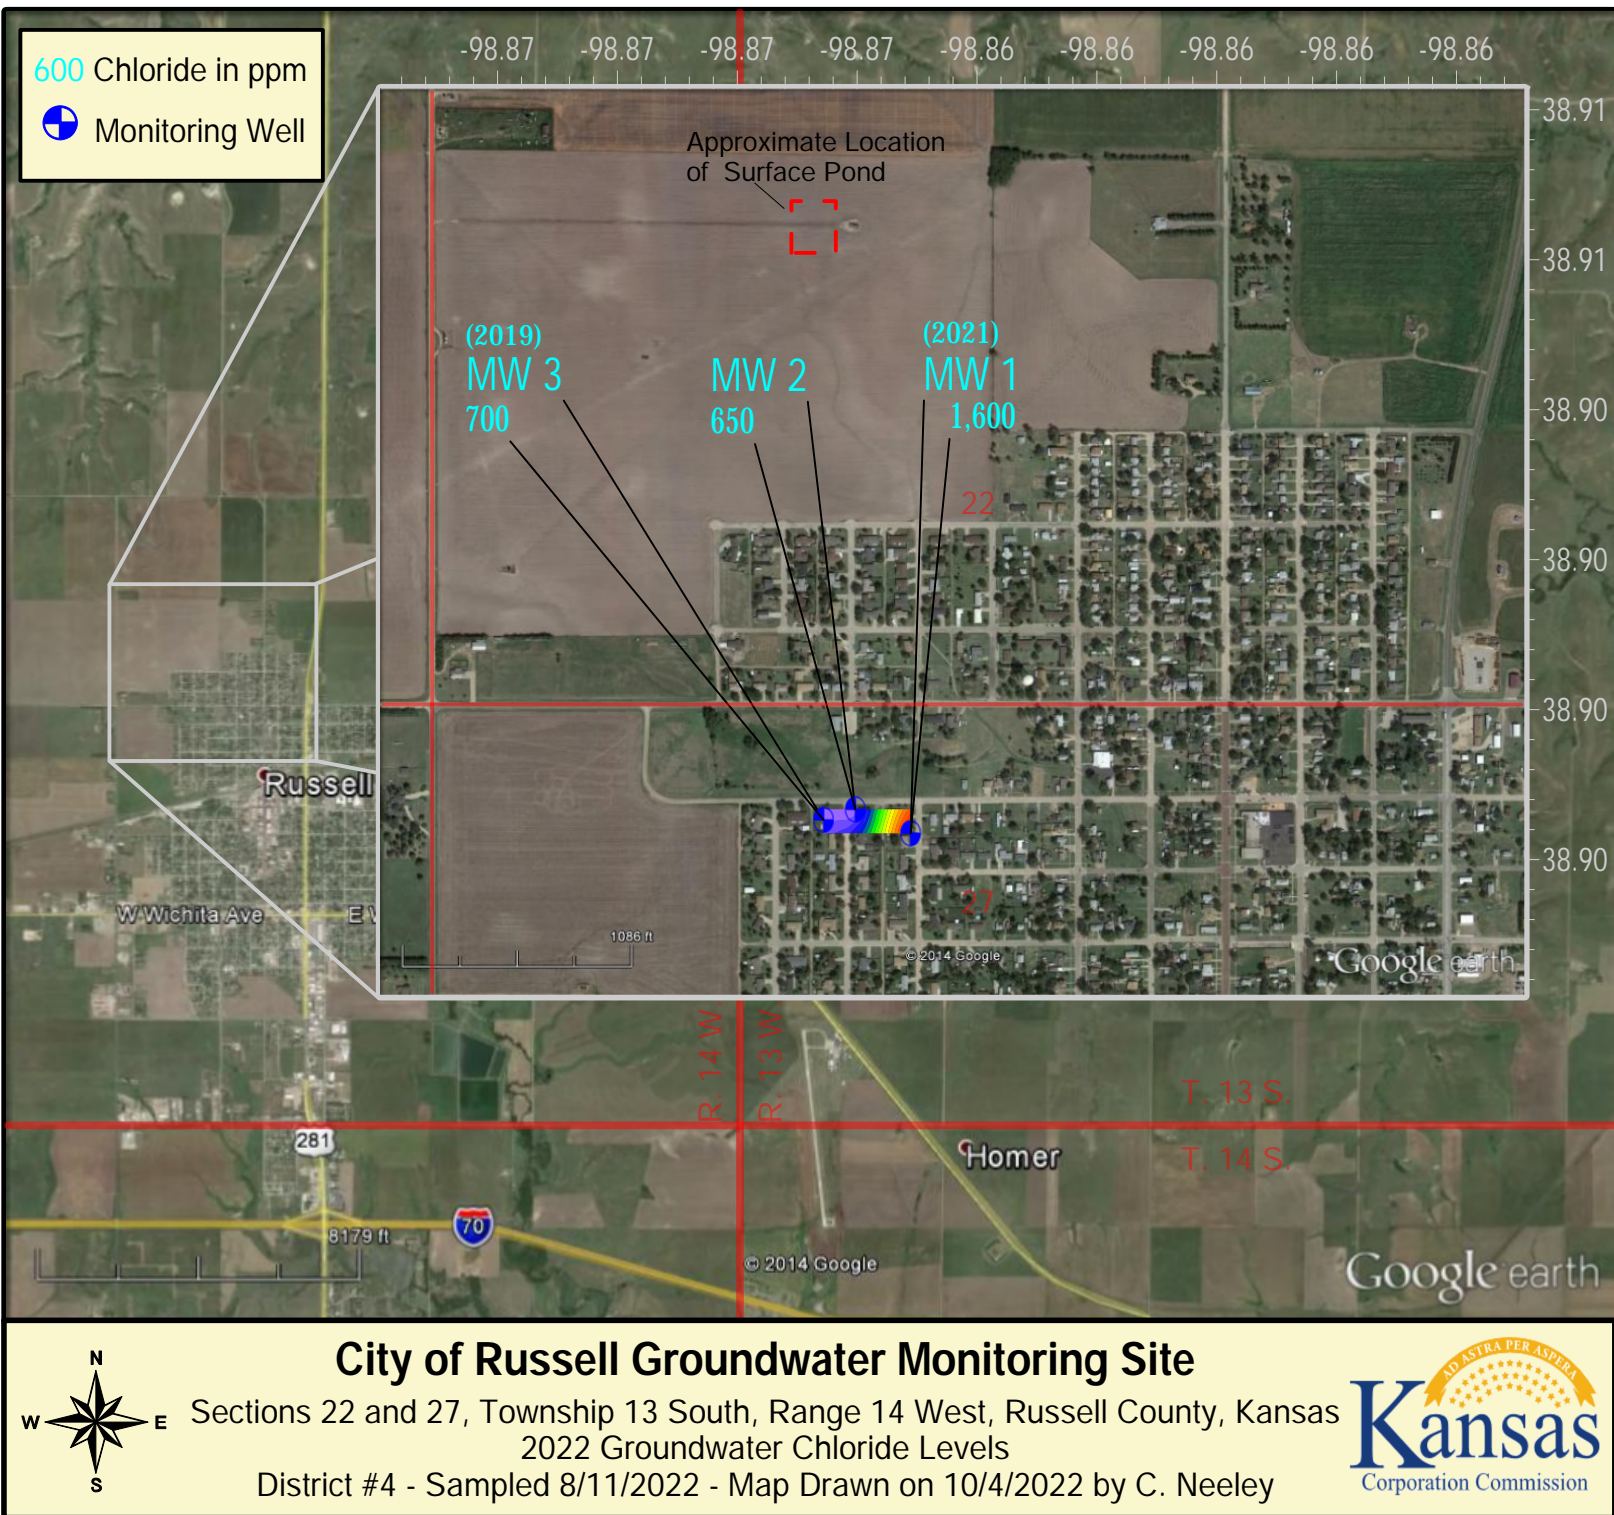 600 Chloride in ppm
Monitoring Well
-98.87 -98.87 -98.87 -98.87 -98.86 -98.86 -98.86 -98.86 -98.86
38.91
38.91
38.90
38.90
38.90
38.90
Approximate Location
of Surface Pond
(2019)
MW 3
700
MW 2
650
(2021)
MW 1
1,600
22
27
1086 ft
© 2014 Google
Google earth
Russell
W Wichita Ave
E
R. 14 W
R. 13 W
T. 13 S.
T. 14 S.
281
Homer
70
8179 ft
© 2014 Google
Google earth
N
W E
S
City of Russell Groundwater Monitoring Site
Sections 22 and 27, Township 13 South, Range 14 West, Russell County, Kansas
2022 Groundwater Chloride Levels
District #4 - Sampled 8/11/2022 - Map Drawn on 10/4/2022 by C. Neeley
AD ASTRA PER ASPERA
Kansas
Corporation Commission